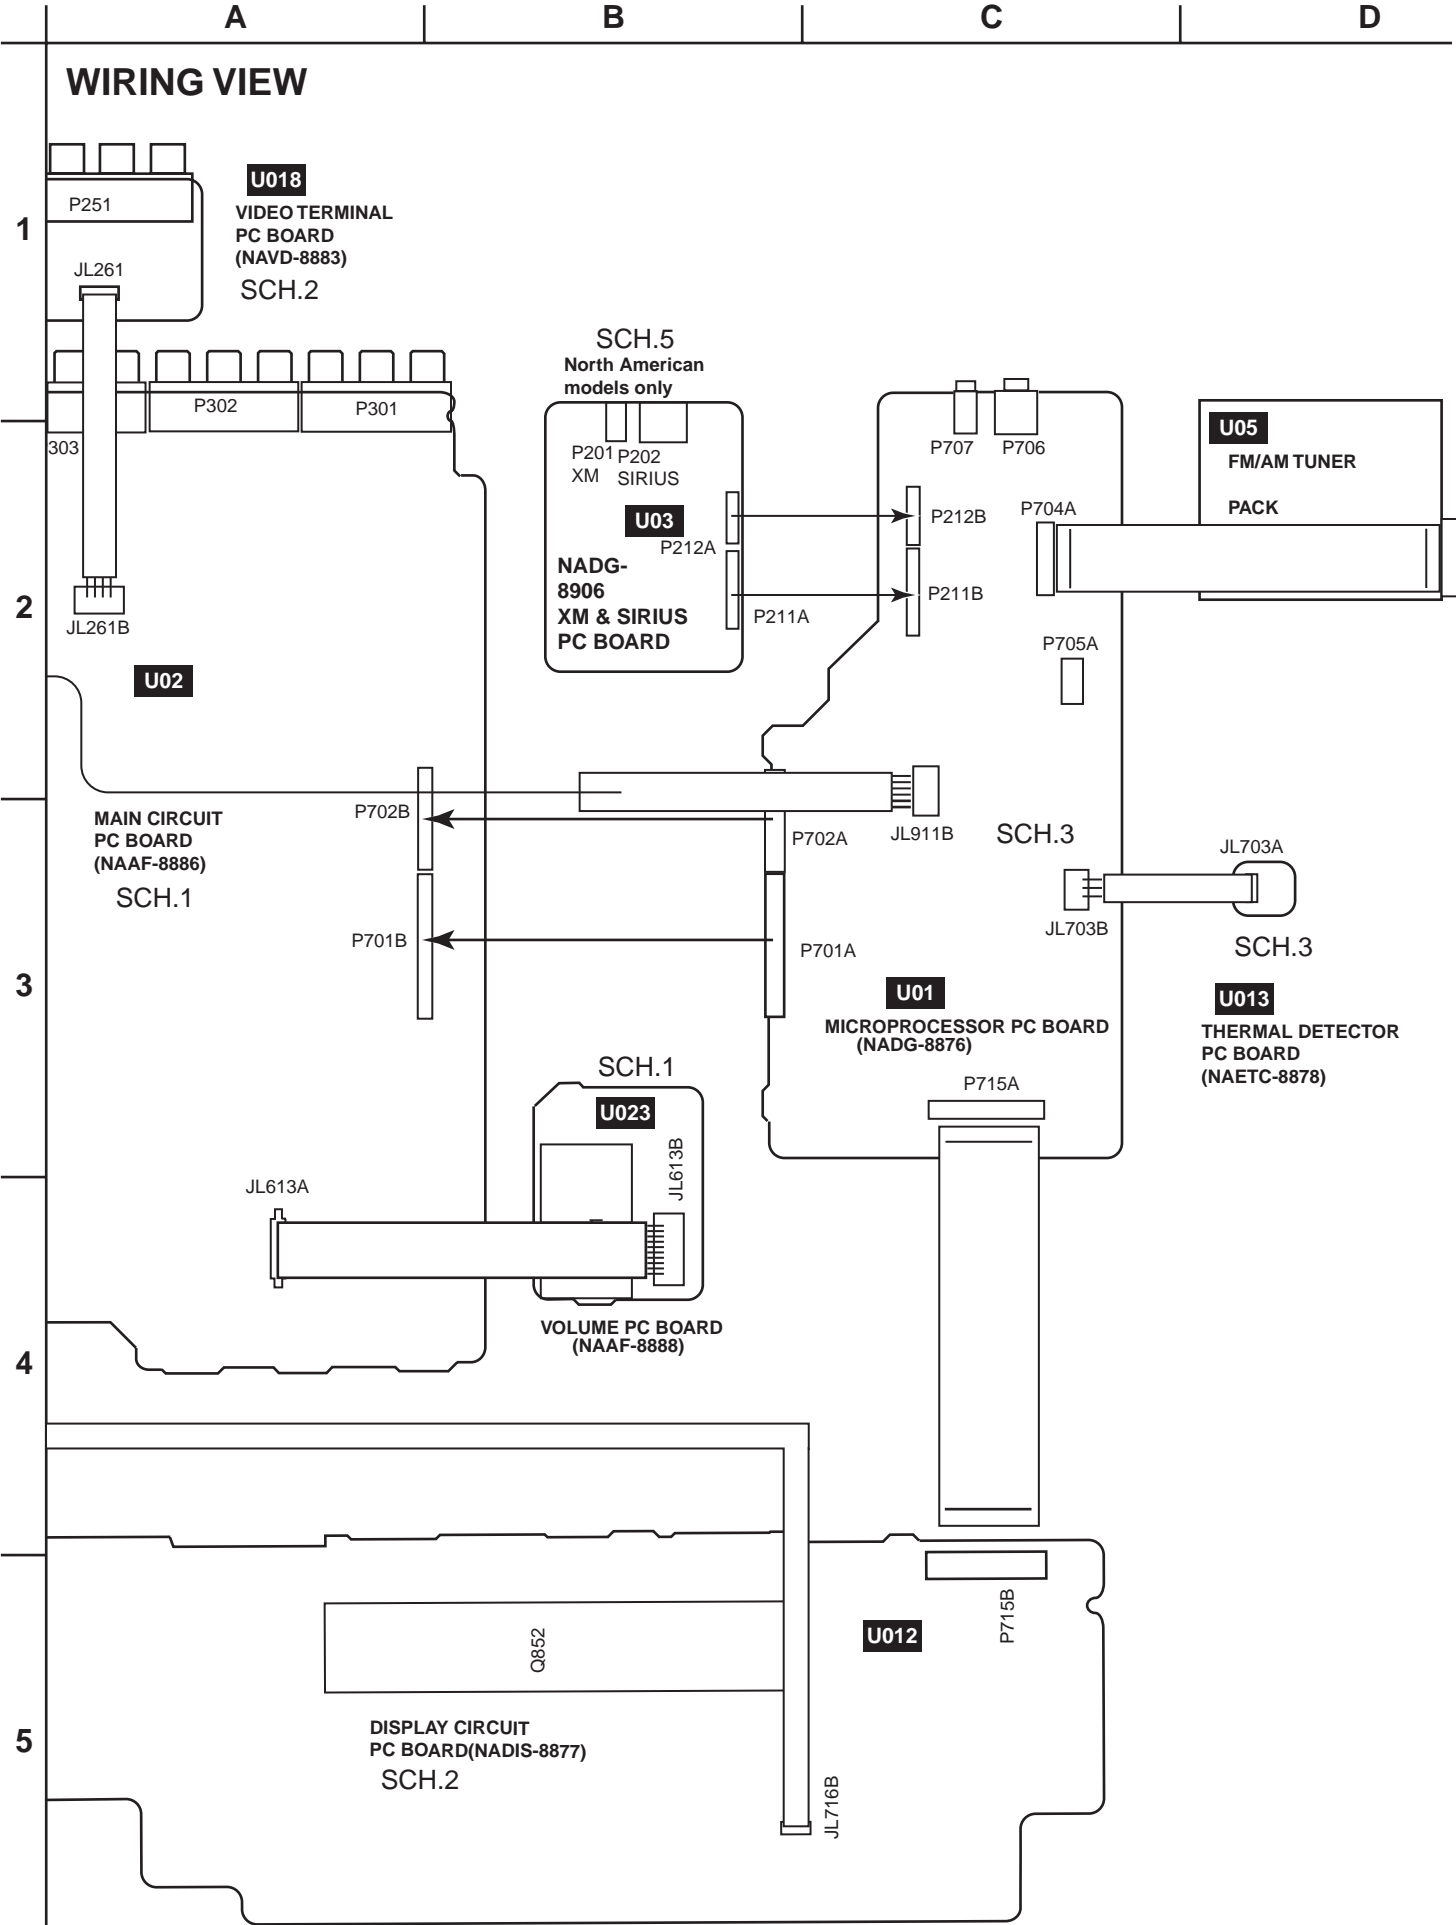 A
B
C
D
WIRING VIEW
1
P251
U018
VIDEO TERMINAL
PC BOARD
(NAVD-8883)
SCH.2
JL261
P302
P301
303
JL261B
SCH.5
North American
models only
P201
XM
P202
SIRIUS
U03
P212A
NADG-
8906
XM & SIRIUS
PC BOARD
P211A
P707
P706
P212B
P704A
P211B
P705A
U05
FM/AM TUNER
PACK
2
U02
MAIN CIRCUIT
PC BOARD
(NAAF-8886)
SCH.1
P702B
P702A
JL911B
SCH.3
JL703A
JL703B
SCH.3
P701B
P701A
3
U01
MICROPROCESSOR PC BOARD
(NADG-8876)
U013
THERMAL DETECTOR
PC BOARD
(NAETC-8878)
SCH.1
U023
P715A
JL613A
JL613B
VOLUME PC BOARD
(NAAF-8888)
4
P715B
U012
Q852
DISPLAY CIRCUIT
PC BOARD(NADIS-8877)
SCH.2
JL716B
5